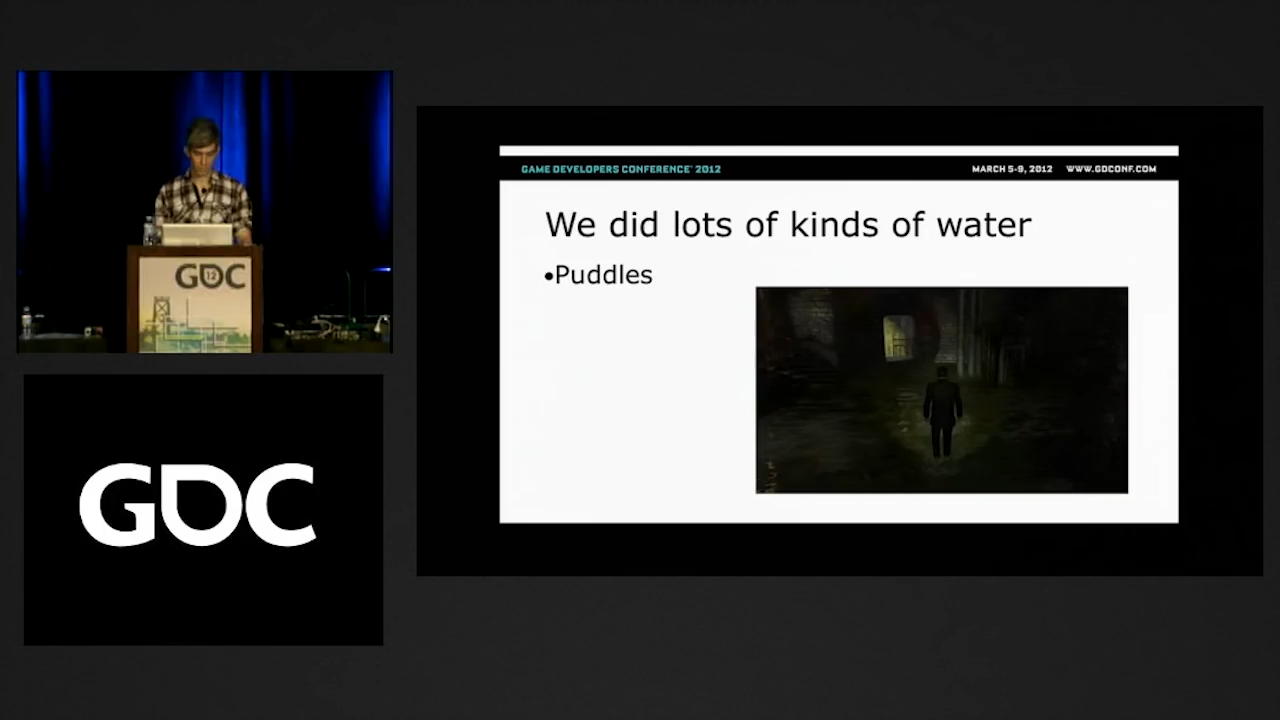 GAME DEVELOPERS CONFERENCE 2012
MARCH 5-9, 2012 WWW.GDCONF.COM
We did lots of kinds of water
•Puddles
GDC
12
GDC